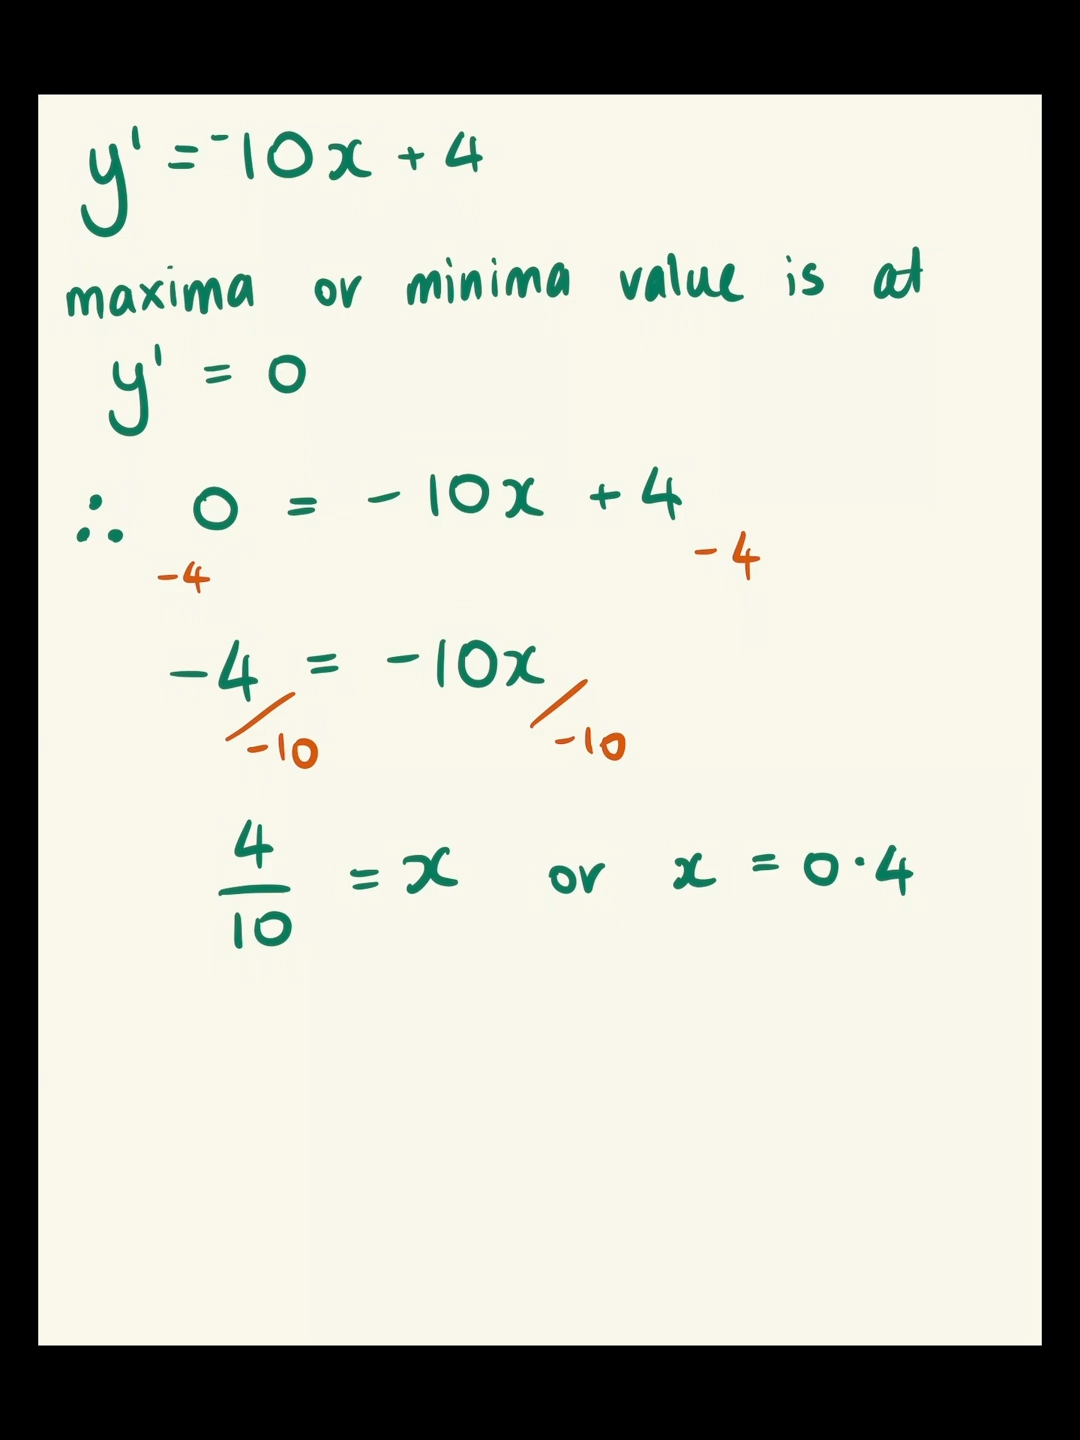 y' = -10x + 4
maxima or minima value is at
y' = 0
∴ 0 = -10x + 4
-4 -4
-4 = -10x
/-10 /-10
4/10 = x or x = 0·4